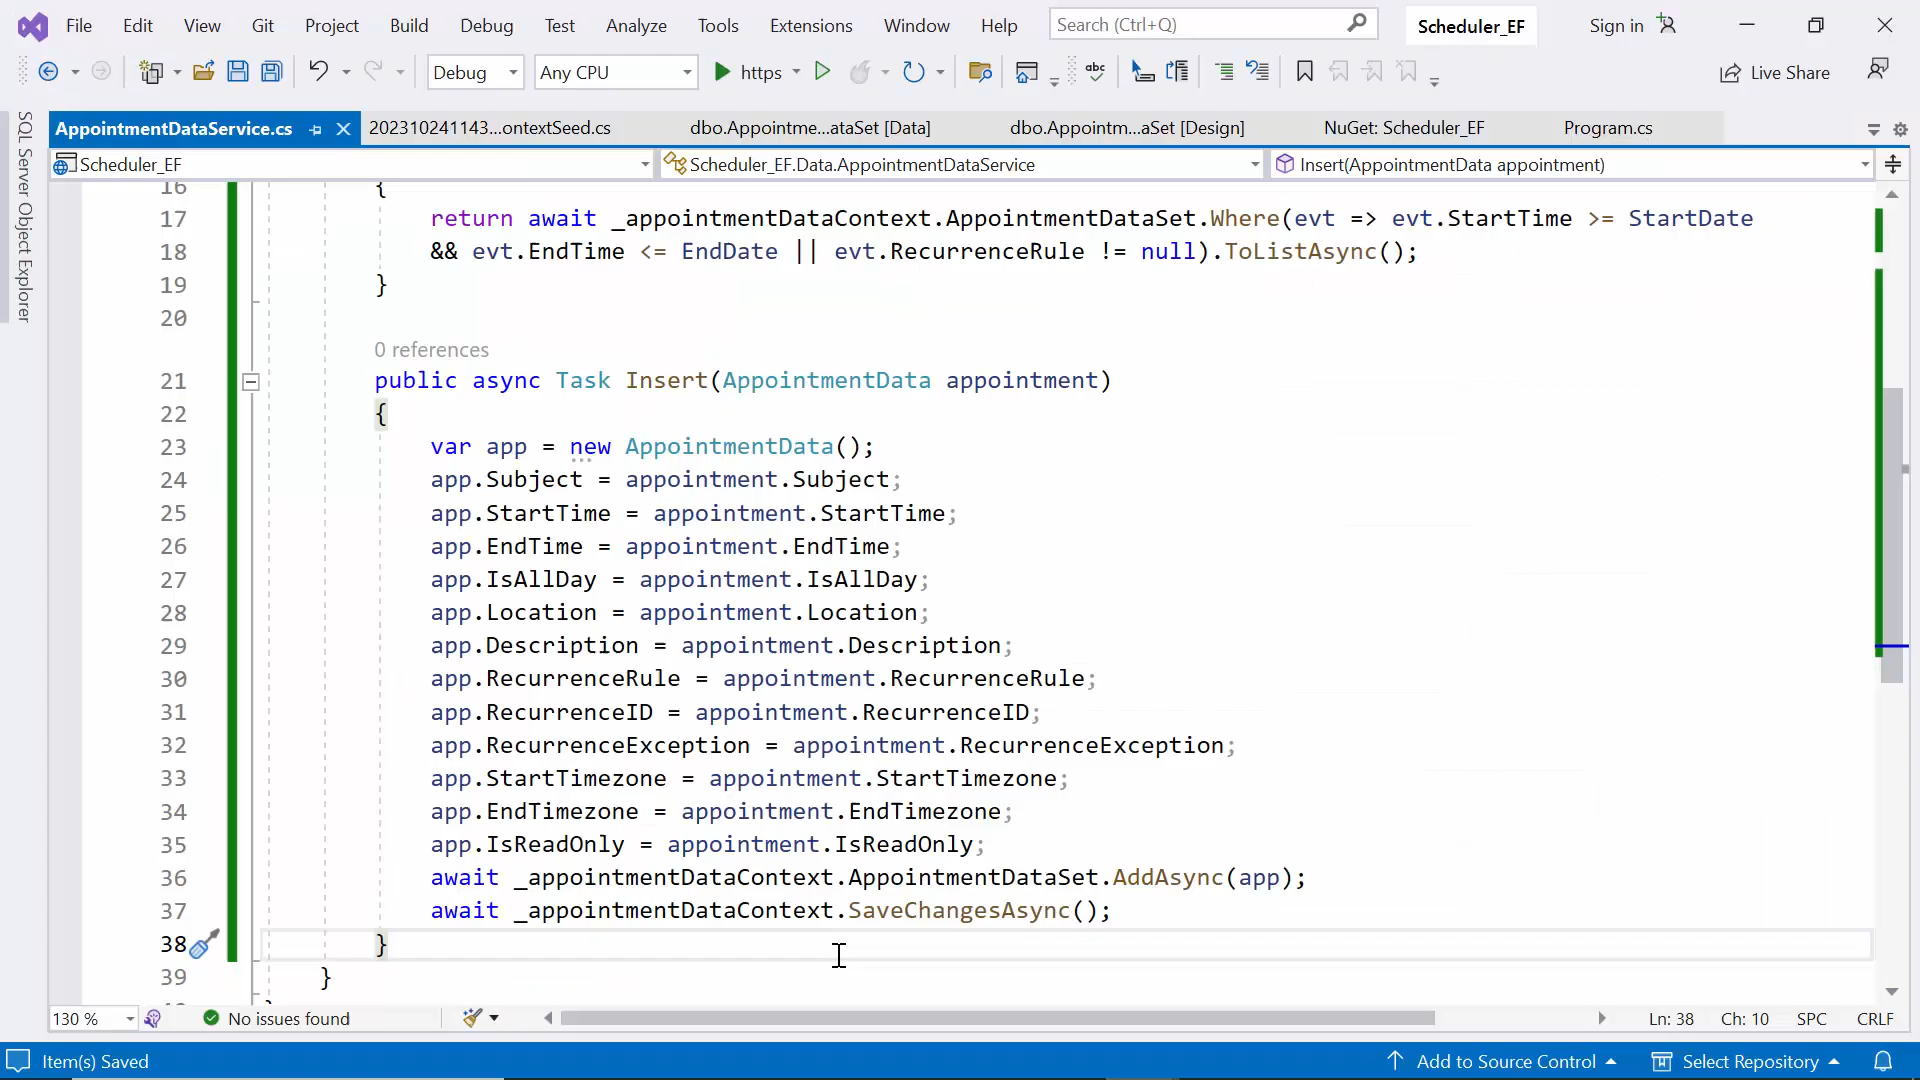 File Edit View Git Project Build Debug Test Analyze Tools Extensions Window Help Search (Ctrl+Q) Scheduler_EF Sign in
Debug Any CPU https abc Live Share
SQL Server Object Explorer
AppointmentDataService.cs 202310241143...ontextSeed.cs dbo.Appointme...ataSet [Data] dbo.Appointm...aSet [Design] NuGet: Scheduler_EF Program.cs
Scheduler_EF Scheduler_EF.Data.AppointmentDataService Insert(AppointmentData appointment)
16 {
17 return await _appointmentDataContext.AppointmentDataSet.Where(evt => evt.StartTime >= StartDate
18 && evt.EndTime <= EndDate || evt.RecurrenceRule != null).ToListAsync();
19 }
20
0 references
21 public async Task Insert(AppointmentData appointment)
22 {
23 var app = new AppointmentData();
24 app.Subject = appointment.Subject;
25 app.StartTime = appointment.StartTime;
26 app.EndTime = appointment.EndTime;
27 app.IsAllDay = appointment.IsAllDay;
28 app.Location = appointment.Location;
29 app.Description = appointment.Description;
30 app.RecurrenceRule = appointment.RecurrenceRule;
31 app.RecurrenceID = appointment.RecurrenceID;
32 app.RecurrenceException = appointment.RecurrenceException;
33 app.StartTimezone = appointment.StartTimezone;
34 app.EndTimezone = appointment.EndTimezone;
35 app.IsReadOnly = appointment.IsReadOnly;
36 await _appointmentDataContext.AppointmentDataSet.AddAsync(app);
37 await _appointmentDataContext.SaveChangesAsync();
38 }
39 }
130 % No issues found Ln: 38 Ch: 10 SPC CRLF
Item(s) Saved Add to Source Control Select Repository